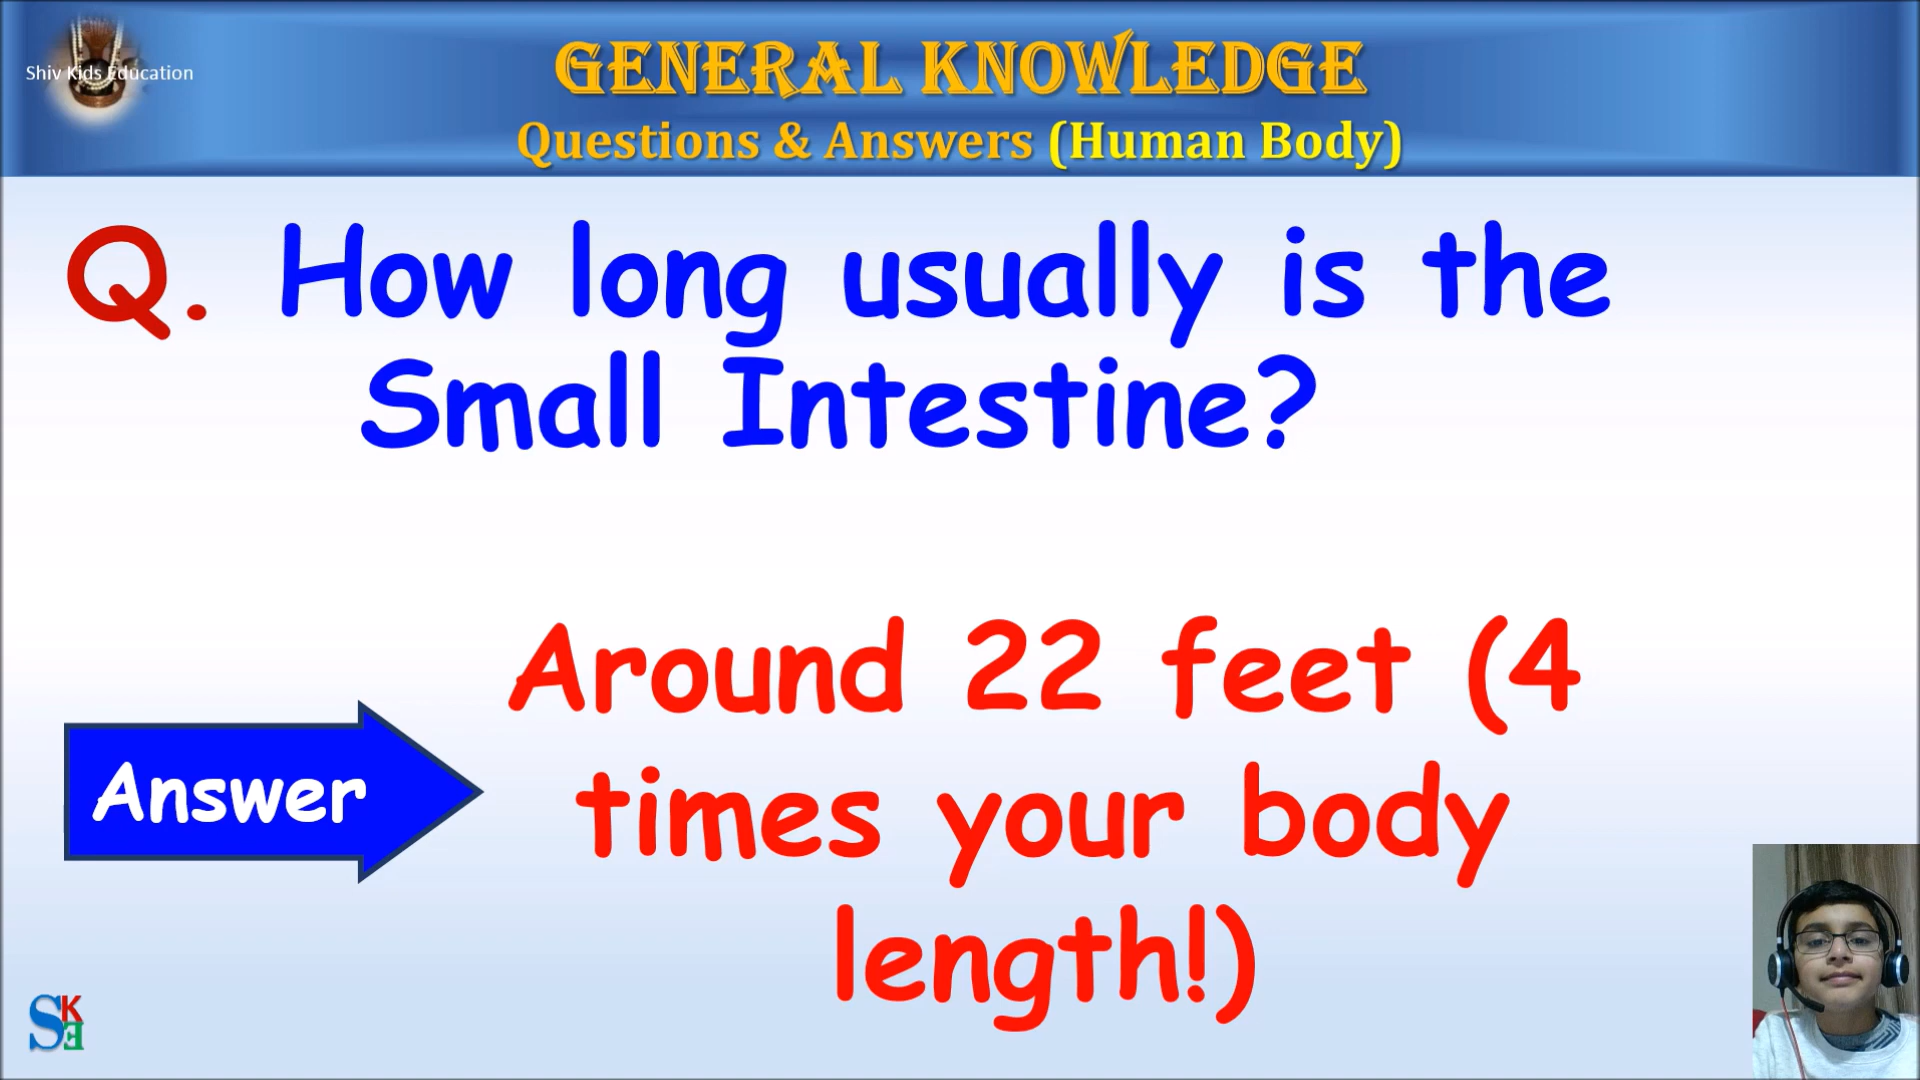 Shiv Kids Education
GENERAL KNOWLEDGE
Questions & Answers (Human Body)
Q. How long usually is the
Small Intestine?
Around 22 feet (4
times your body
length!)
Answer
SKE